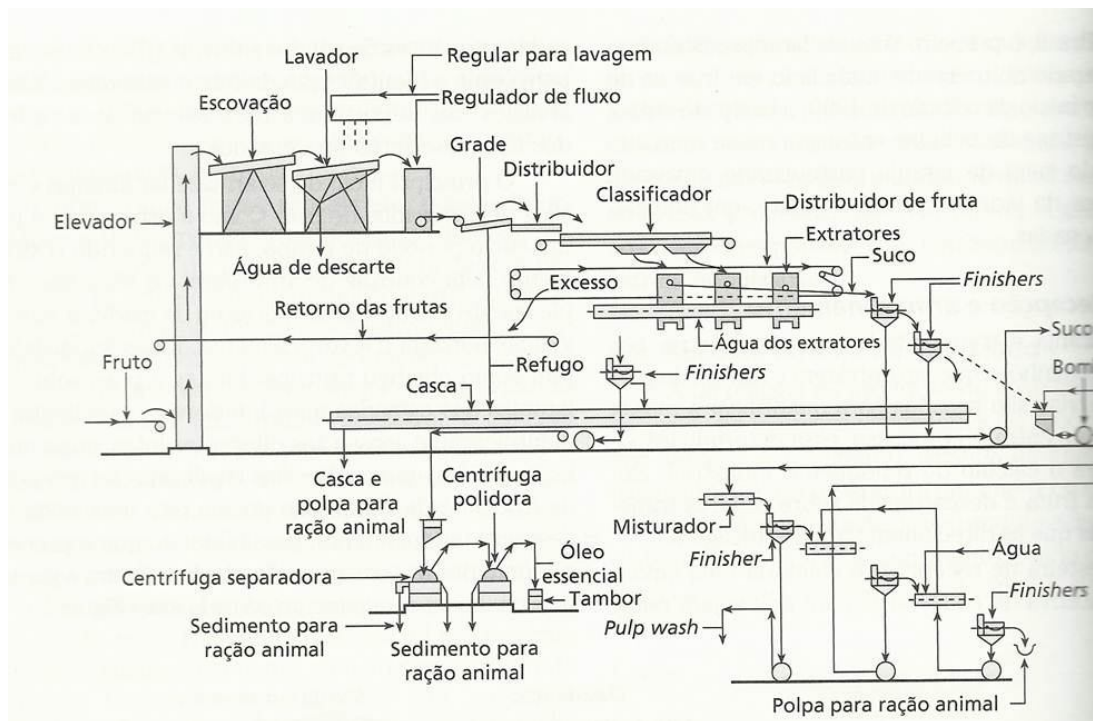 Lavador
Regular para lavagem
Regulador de fluxo
Escovação
Grade
Distribuidor
Classificador
Elevador
Distribuidor de fruta
Extratores
Suco
Finishers
Água de descarte
Excesso
Retorno das frutas
Suco
Fruto
Refugo
Água dos extratores
Finishers
Bom
Casca
Casca e
polpa para
ração animal
Centrífuga
polidora
Misturador
Finisher
Óleo
essencial
Água
Centrífuga separadora
Tambor
Finishers
Sedimento para
ração animal
Sedimento para
ração animal
Pulp wash
Polpa para ração animal